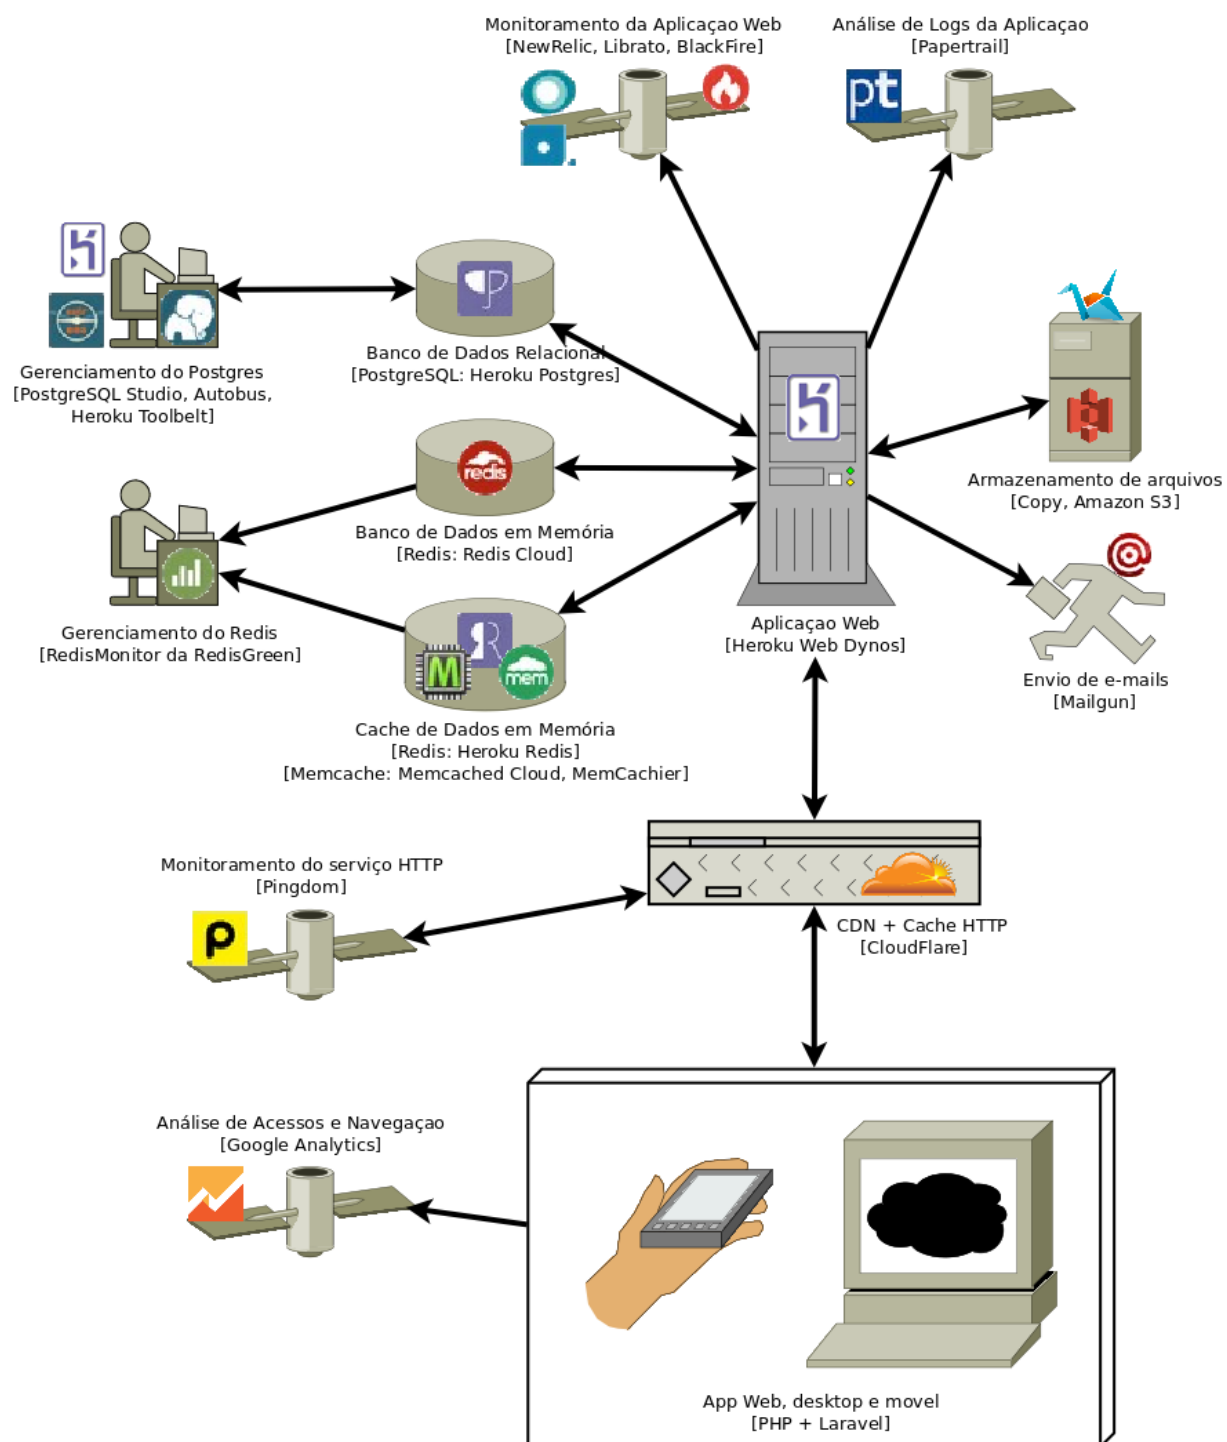 Monitoramento da Aplicaçao Web
[NewRelic, Librato, BlackFire]
Análise de Logs da Aplicaçao
[Papertrail]
pt
Gerenciamento do Postgres
[PostgreSQL Studio, Autobus,
Heroku Toolbelt]
Banco de Dados Relacional
[PostgreSQL: Heroku Postgres]
redis
Banco de Dados em Memória
[Redis: Redis Cloud]
Armazenamento de arquivos
[Copy, Amazon S3]
Gerenciamento do Redis
[RedisMonitor da RedisGreen]
Aplicaçao Web
[Heroku Web Dynos]
Envio de e-mails
[Mailgun]
R
M
mem
Cache de Dados em Memória
[Redis: Heroku Redis]
[Memcache: Memcached Cloud, MemCachier]
Monitoramento do serviço HTTP
[Pingdom]
p
CDN + Cache HTTP
[CloudFlare]
Análise de Acessos e Navegaçao
[Google Analytics]
App Web, desktop e movel
[PHP + Laravel]